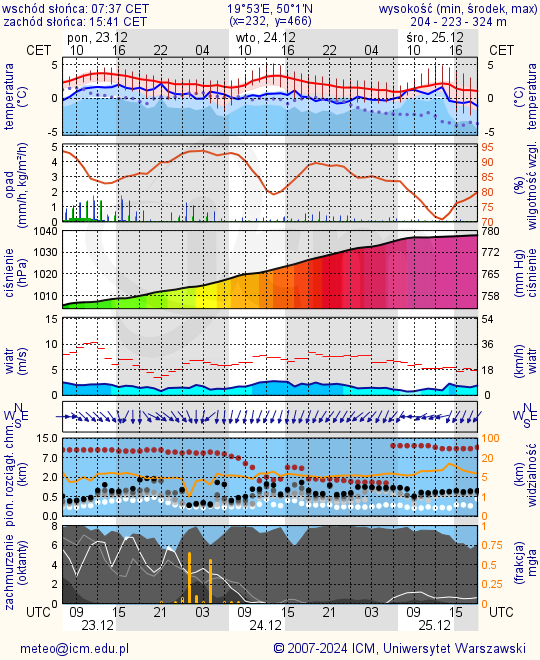 wschód słońca: 07:37 CET 19°53'E, 50°1'N wysokość (min, środek, max)
zachód słońca: 15:41 CET (x=232, y=466) 204 - 223 - 324 m
pon, 23.12 wto, 24.12 śro, 25.12
CET 10 16 22 04 10 16 22 04 10 16 CET
temperatura (°C) 5 0 -5 5 0 -5 (°C) temperatura
opad (mm/h, kg/m²/h) 5 4 3 2 1 0 95 90 85 80 75 70 (%) wilgotność wzgl.
ciśnienie (hPa) 1040 1030 1020 1010 780 772 765 758 (mm Hg) ciśnienie
wiatr (m/s) 15 10 5 0 54 36 18 0 (km/h) wiatr
N W E S N W E S
pion. rozciągł. chm. (km) 15.0 7.0 2.0 0.5 0.0 100 20 5 1 0 (km) widzialność
zachmurzenie (oktanty) 8 6 4 2 0 1 0.75 0.5 0.25 0 (frakcja) mgła
UTC 09 15 21 03 09 15 21 03 09 15 UTC
23.12 24.12 25.12
meteo@icm.edu.pl © 2007-2024 ICM, Uniwersytet Warszawski